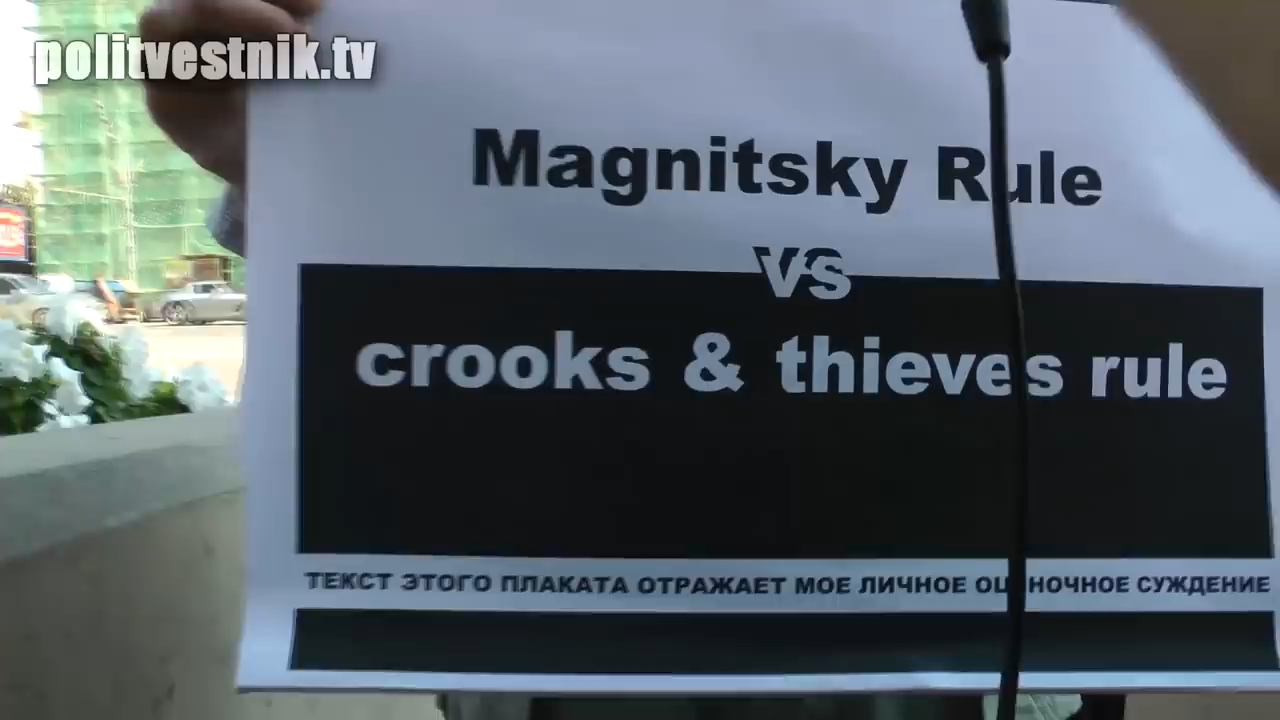 politvestnik.tv
Magnitsky Rule
vs
crooks & thieves rule
ТЕКСТ ЭТОГО ПЛАКАТА ОТРАЖАЕТ МОЕ ЛИЧНОЕ ОЦЕНОЧНОЕ СУЖДЕНИЕ